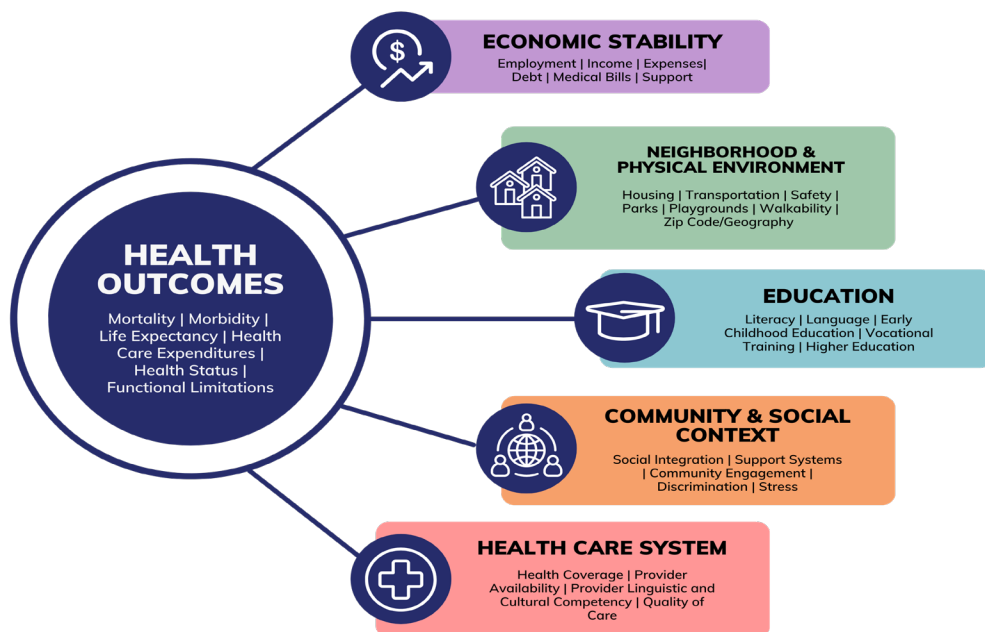 ECONOMIC STABILITY
Employment | Income | Expenses|
Debt | Medical Bills | Support
NEIGHBORHOOD &
PHYSICAL ENVIRONMENT
Housing | Transportation | Safety |
Parks | Playgrounds | Walkability |
Zip Code/Geography
HEALTH
OUTCOMES
Mortality | Morbidity |
Life Expectancy | Health
Care Expenditures |
Health Status |
Functional Limitations
EDUCATION
Literacy | Language | Early
Childhood Education | Vocational
Training | Higher Education
COMMUNITY & SOCIAL
CONTEXT
Social Integration | Support Systems
| Community Engagement |
Discrimination | Stress
HEALTH CARE SYSTEM
Health Coverage | Provider
Availability | Provider Linguistic and
Cultural Competency | Quality of
Care